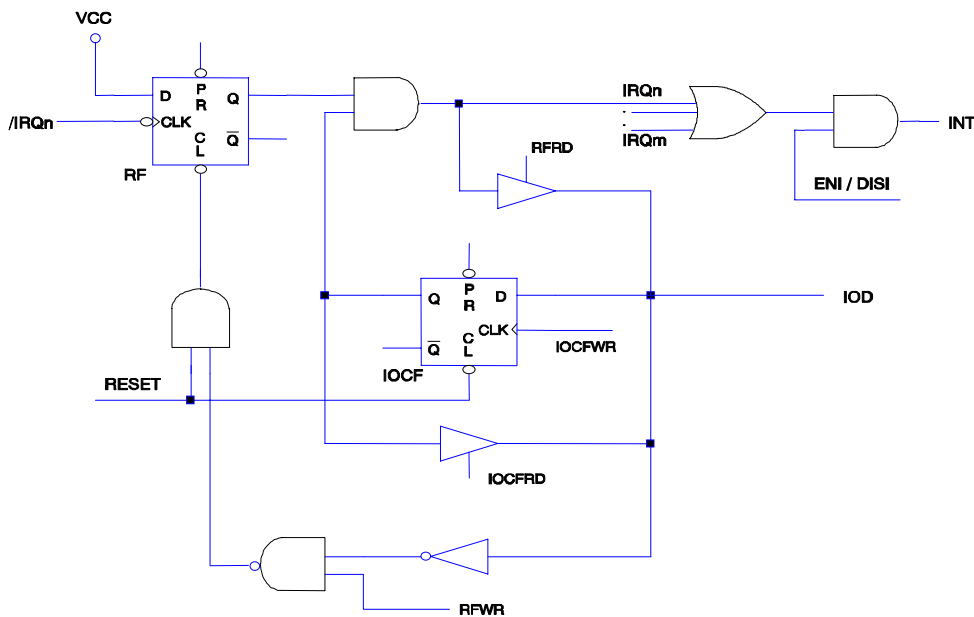 VCC
D
P
R
Q
/IRQn
CLK
C
L
Q
RF
IRQn
:
IRQm
INT
RFRD
ENI / DISI
Q
P
R
D
IOD
CLK
C
L
Q
IOCF
IOCFWR
RESET
IOCFRD
RFWR